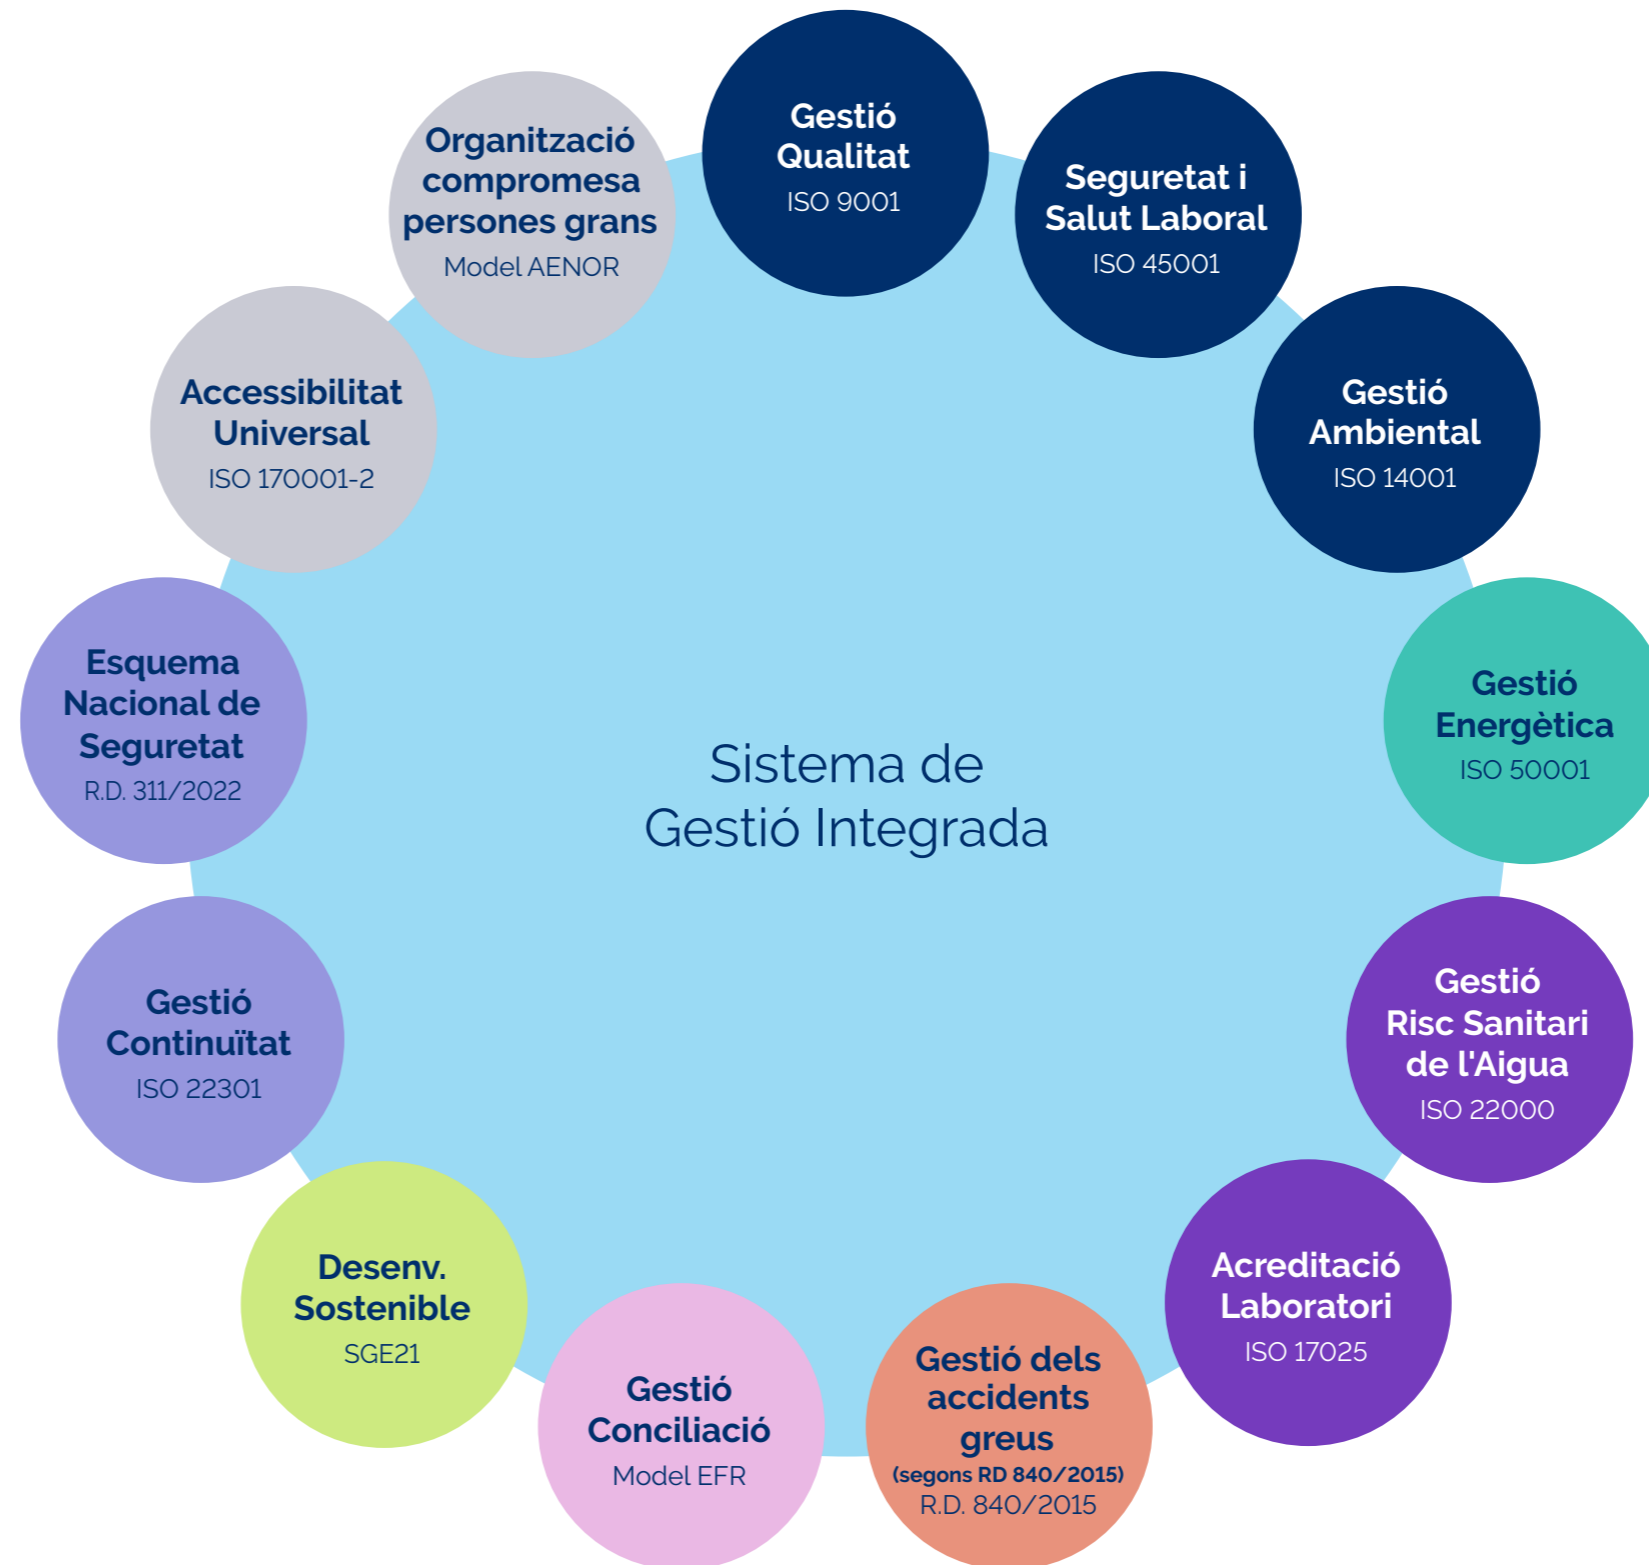 Gestió
Qualitat
ISO 9001
Seguretat i
Salut Laboral
ISO 45001
Gestió
Ambiental
ISO 14001
Gestió
Energètica
ISO 50001
Gestió
Risc Sanitari
de l'Aigua
ISO 22000
Acreditació
Laboratori
ISO 17025
Gestió dels
accidents
greus
(segons RD 840/2015)
R.D. 840/2015
Gestió
Conciliació
Model EFR
Desenv.
Sostenible
SGE21
Gestió
Continuïtat
ISO 22301
Esquema
Nacional de
Seguretat
R.D. 311/2022
Accessibilitat
Universal
ISO 170001-2
Organització
compromesa
persones grans
Model AENOR
Sistema de
Gestió Integrada